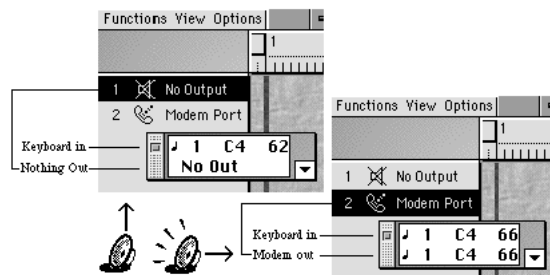 Functions View Options
1
1 No Output
2 Modem Port
Keyboard in
Nothing Out
1 C4 62
No Out
Functions View Options
1
1 No Output
2 Modem Port
Keyboard in
Modem out
1 C4 66
1 C4 66